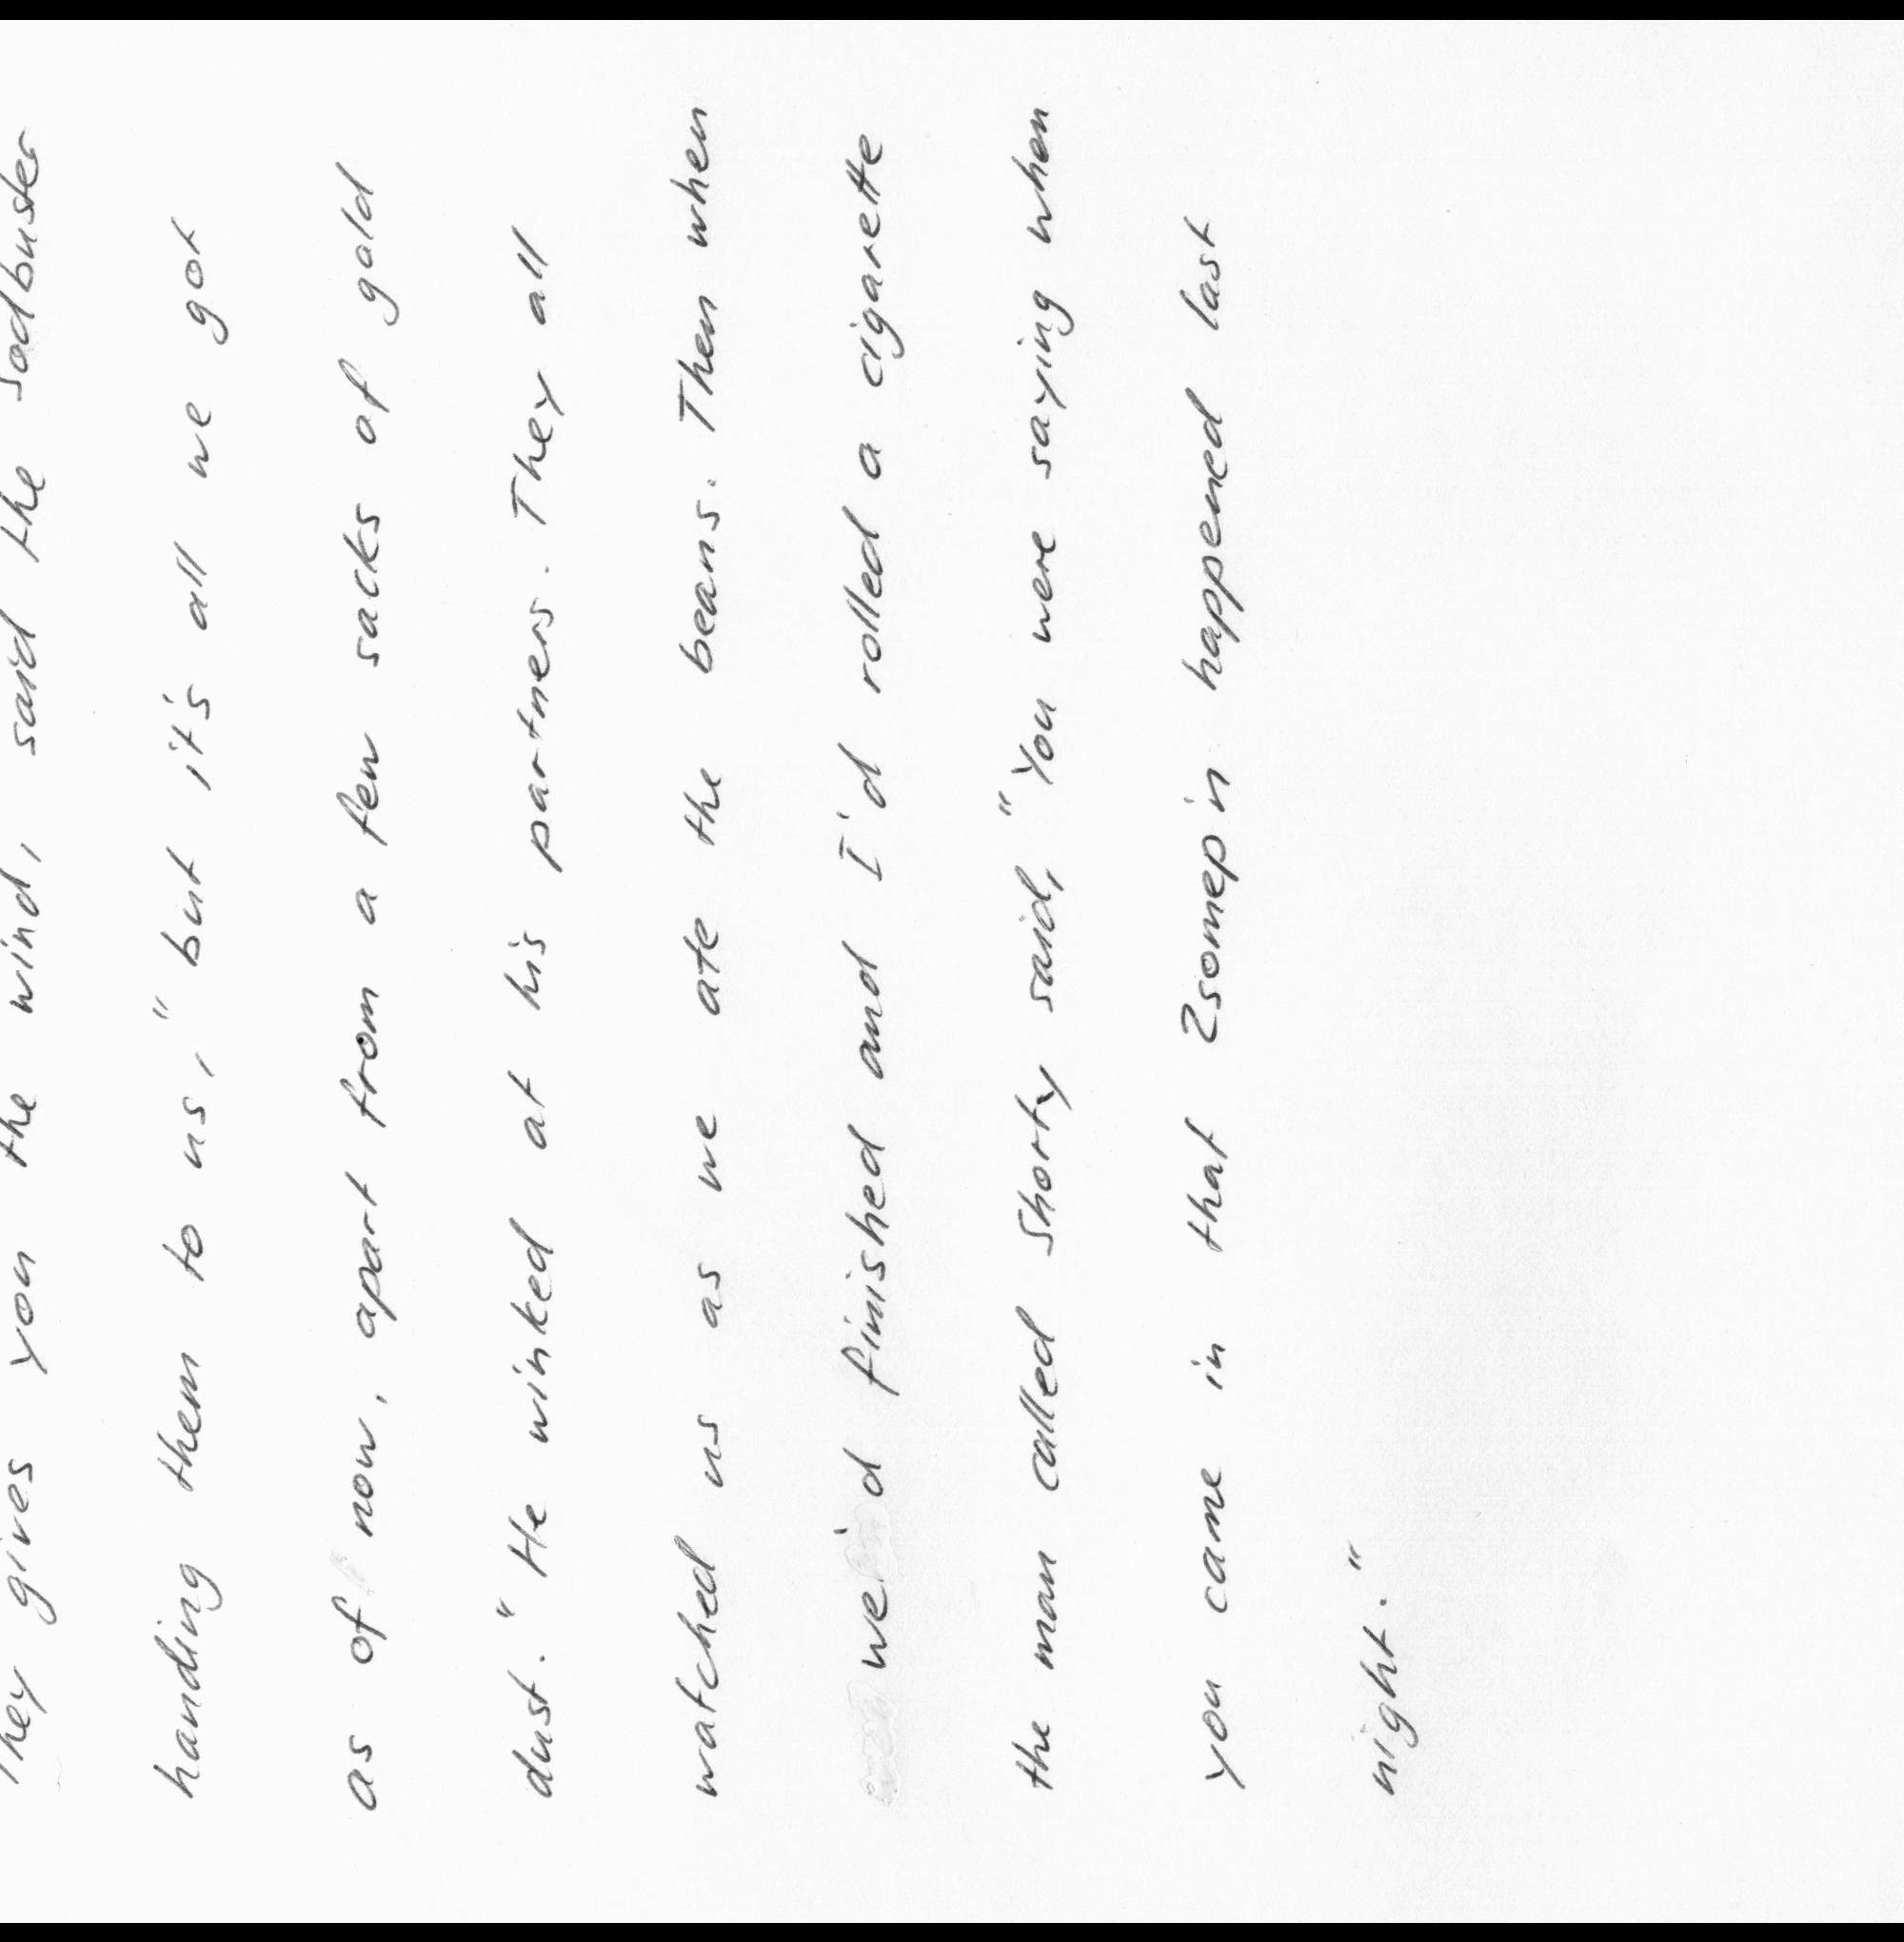 They gives you the wind, said the sodbuster
handing them to us," "but it's all we got
as of now, apart from a few sacks of gold
dust." He winked at his partners. They all
watched us as we ate the beans. Then when
we'd finished and I'd rolled a cigarette
the man called Shorty said, "You were saying when
you came in that 2somep'n happened last
night."